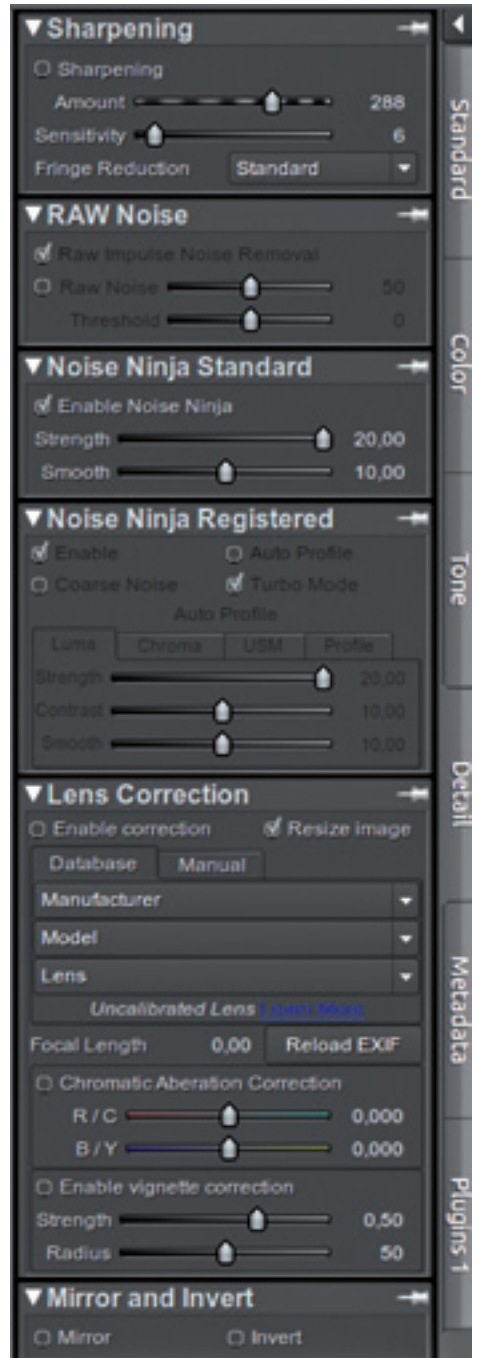 Sharpening
Sharpening
Amount 288
Sensitivity 6
Fringe Reduction Standard
RAW Noise
Raw Impulse Noise Removal
Raw Noise 50
Threshold 0
Noise Ninja Standard
Enable Noise Ninja
Strength 20,00
Smooth 10,00
Noise Ninja Registered
Enable Auto Profile
Coarse Noise Turbo Mode
Auto Profile
Luma Chroma USM Profile
Strength 20,00
Contrast 10,00
Smooth 10,00
Lens Correction
Enable correction Resize image
Database Manual
Manufacturer
Model
Lens
Uncalibrated Lens Learn More
Focal Length 0,00 Reload EXIF
Chromatic Aberation Correction
R / C 0,000
B / Y 0,000
Enable vignette correction
Strength 0,50
Radius 50
Mirror and Invert
Mirror Invert
Standard
Color
Tone
Detail
Metadata
Plugins 1